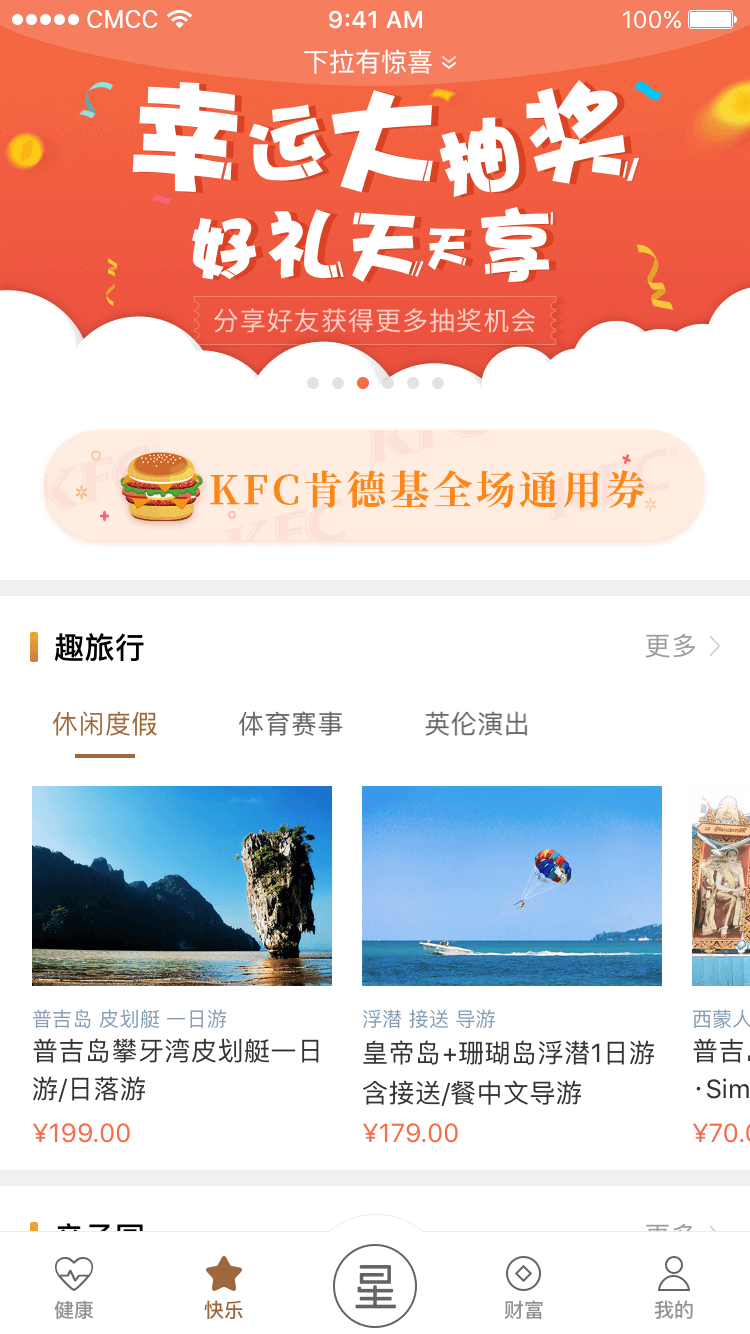 CMCC 9:41 AM 100%
下拉有惊喜
幸运大抽奖
好礼天天享
分享好友获得更多抽奖机会
KFC肯德基全场通用券
KFC
KFC
KFC
KFC
趣旅行 更多
休闲度假 体育赛事 英伦演出
普吉岛 皮划艇 一日游
普吉岛攀牙湾皮划艇一日
游/日落游
¥199.00
浮潜 接送 导游
皇帝岛+珊瑚岛浮潜1日游
含接送/餐中文导游
¥179.00
西蒙人
普吉
·Sim
¥70.0
更多
健康 快乐 星 财富 我的